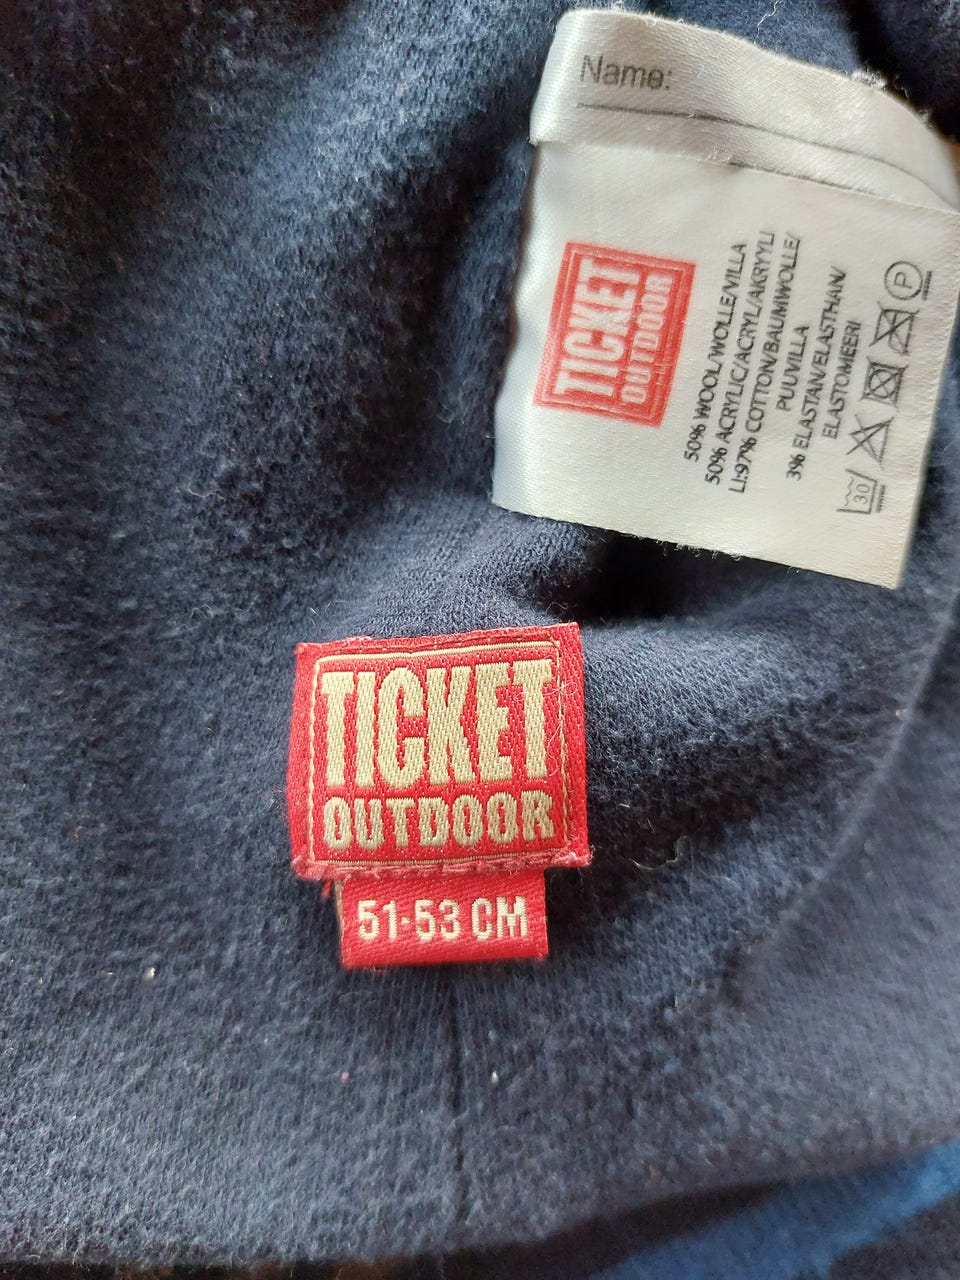 Name:
TICKET
OUTDOOR
50% WOOL/WOLLE/VILLA
50% ACRYLIC/ACRYL/AKRYYLI
LI:97% COTTON/BAUMWOLLE/
PUUVILLA
3% ELASTAN/ELASTHAN/
ELASTOMEERI
30
P
TICKET
OUTDOOR
51-53 CM